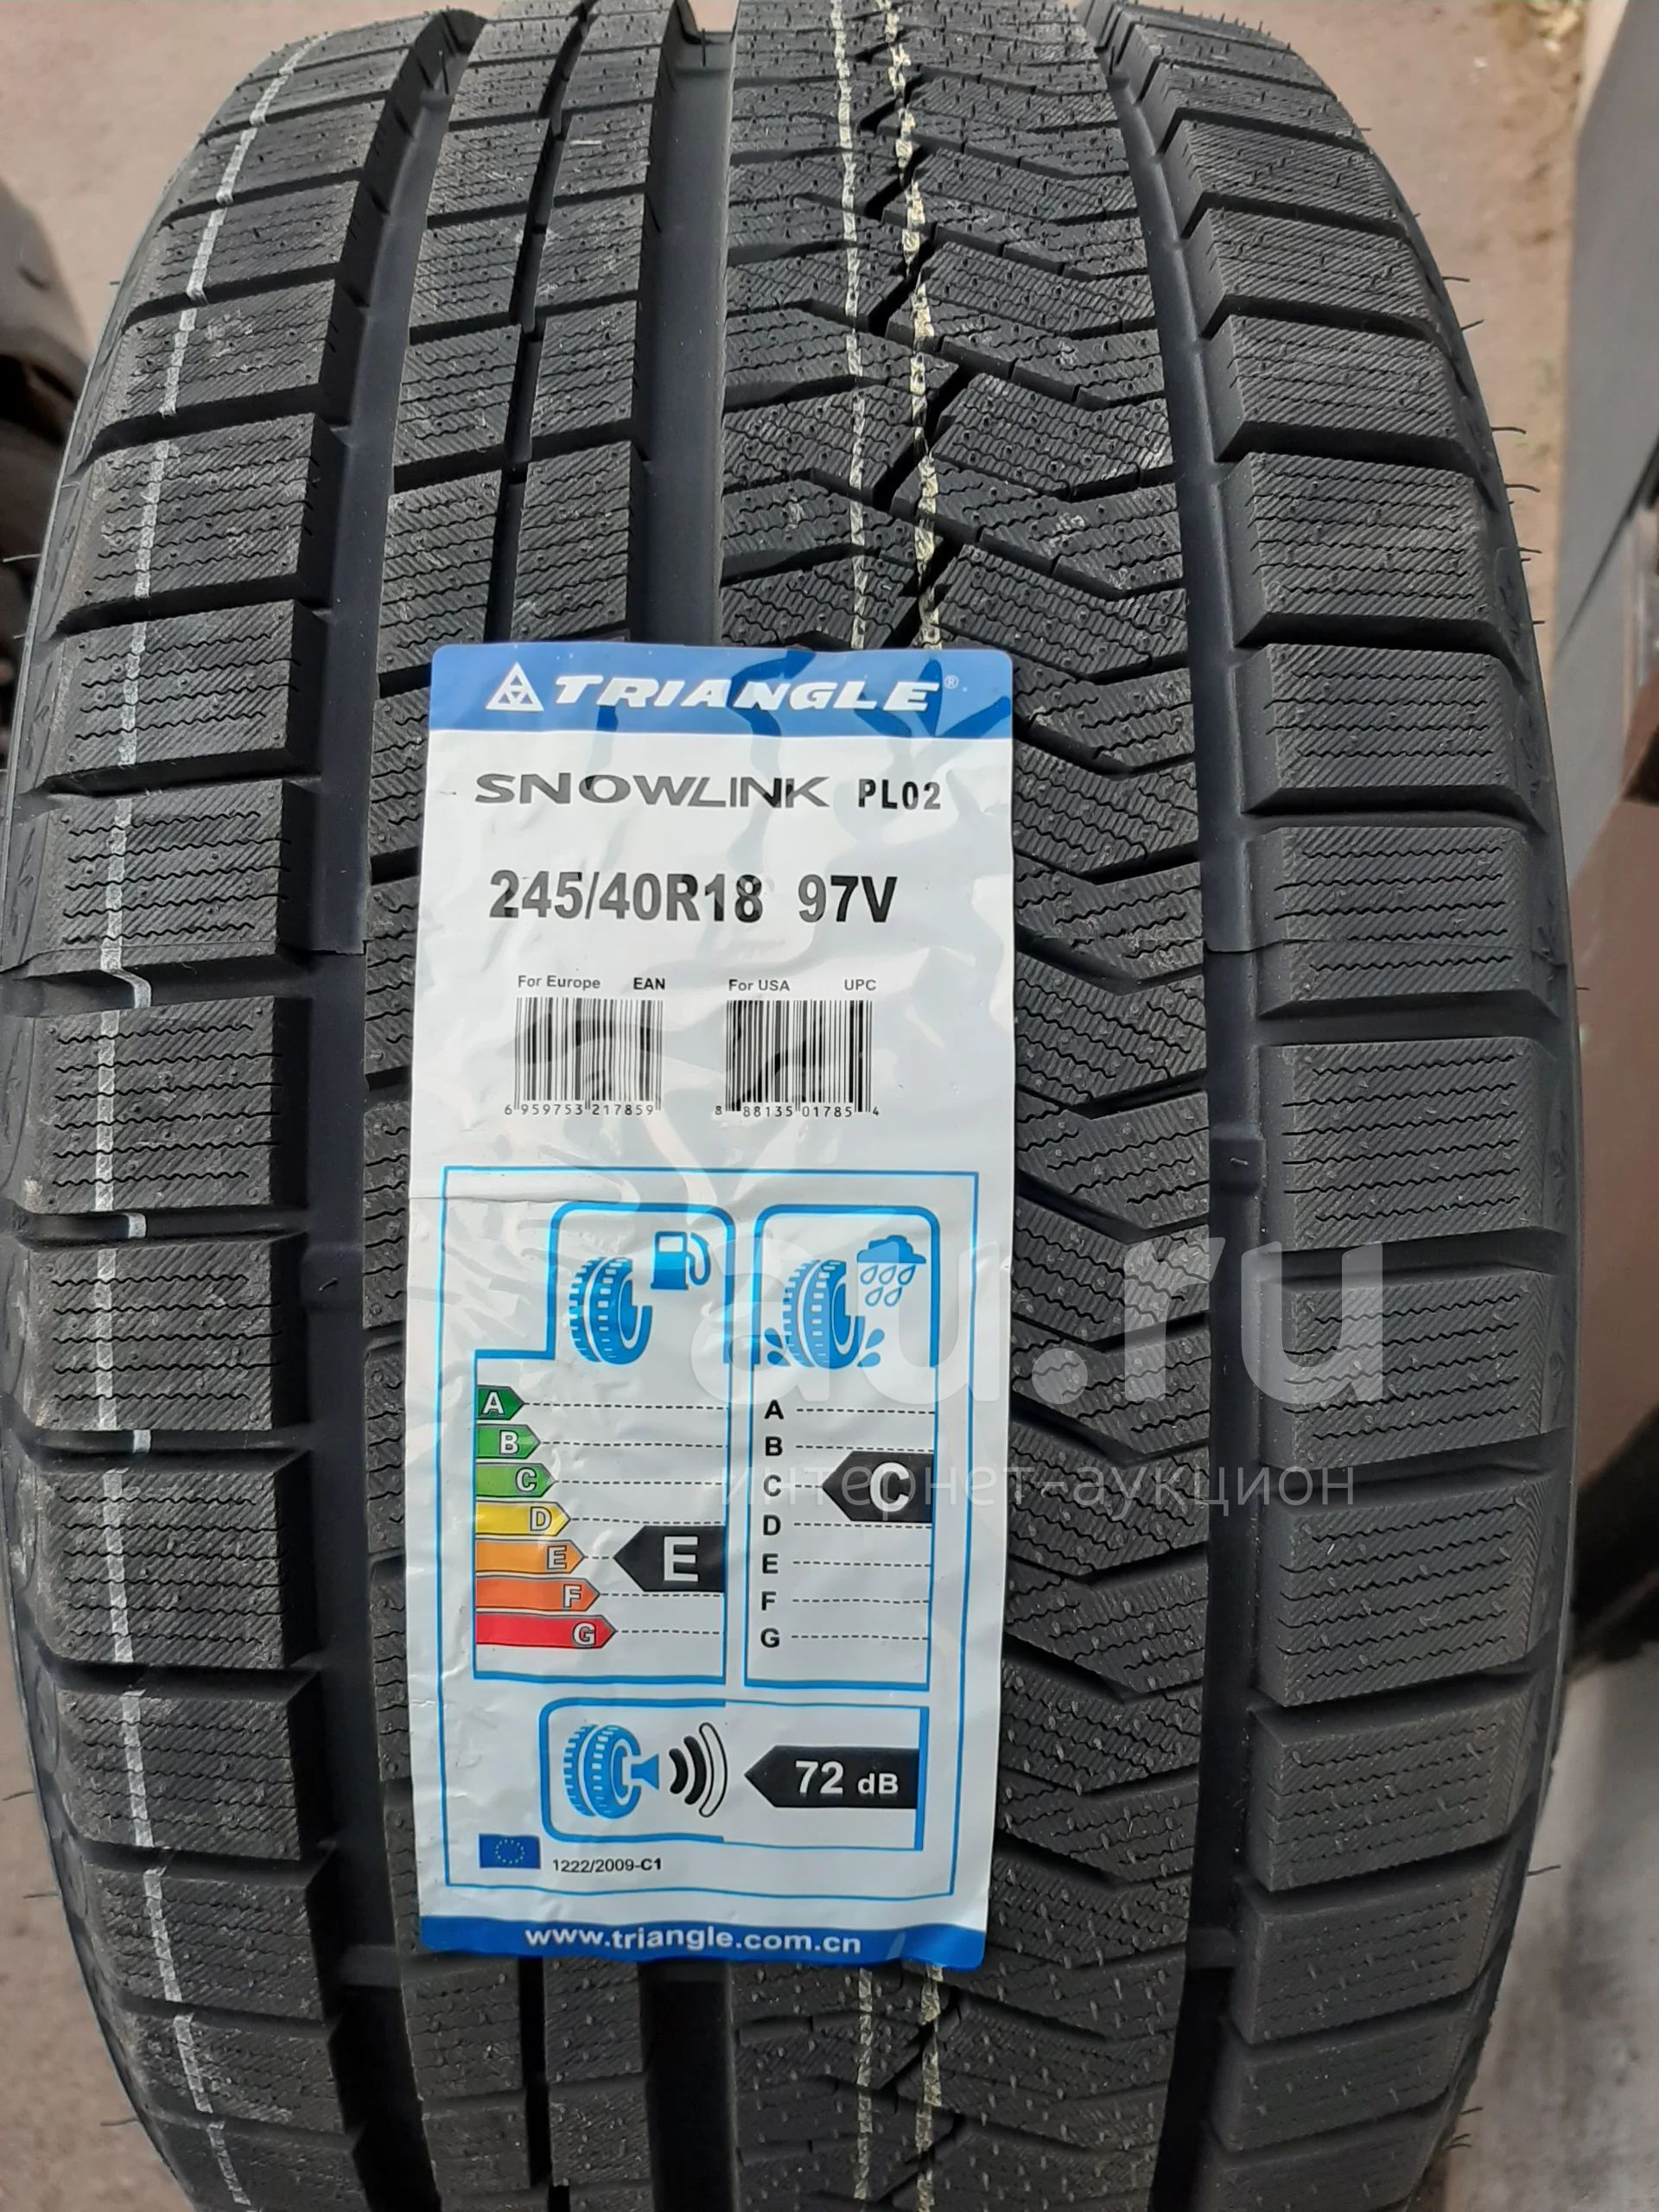 TRIANGLE®
SNOWLINK PL02
245/40R18 97V
For Europe EAN For USA UPC
6 959753 217859 8 88135 01785 4
A A
B B
C C C
D D
E E E
F F
G G
72 dB
1222/2009-C1
www.triangle.com.cn
au.ru
интернет-аукцион